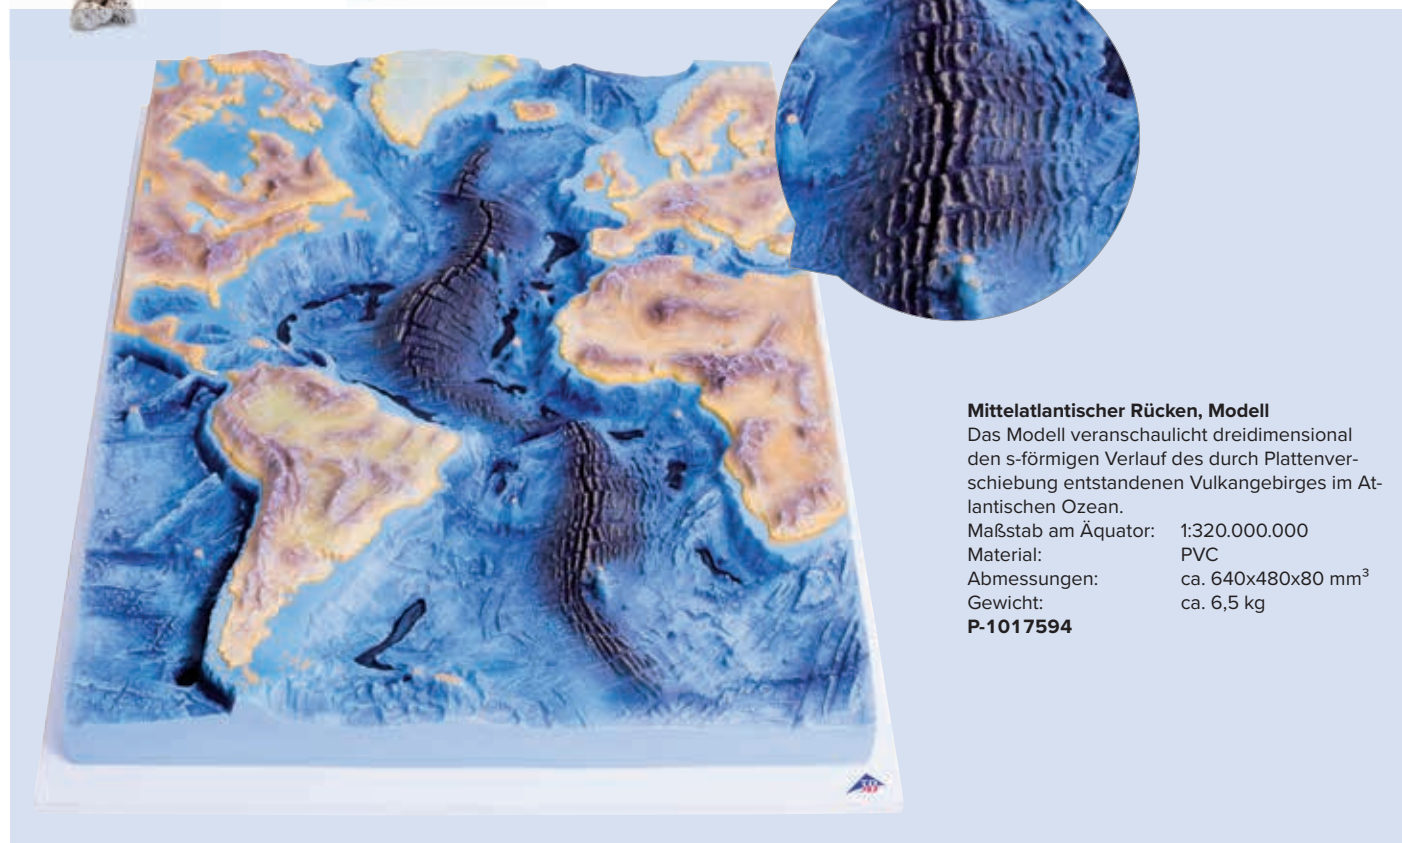 Mittelatlantischer Rücken, Modell
Das Modell veranschaulicht dreidimensional
den s-förmigen Verlauf des durch Plattenver-
schiebung entstandenen Vulkangebirges im At-
lantischen Ozean.
Maßstab am Äquator: 1:320.000.000
Material: PVC
Abmessungen: ca. 640x480x80 mm³
Gewicht: ca. 6,5 kg
P-1017594